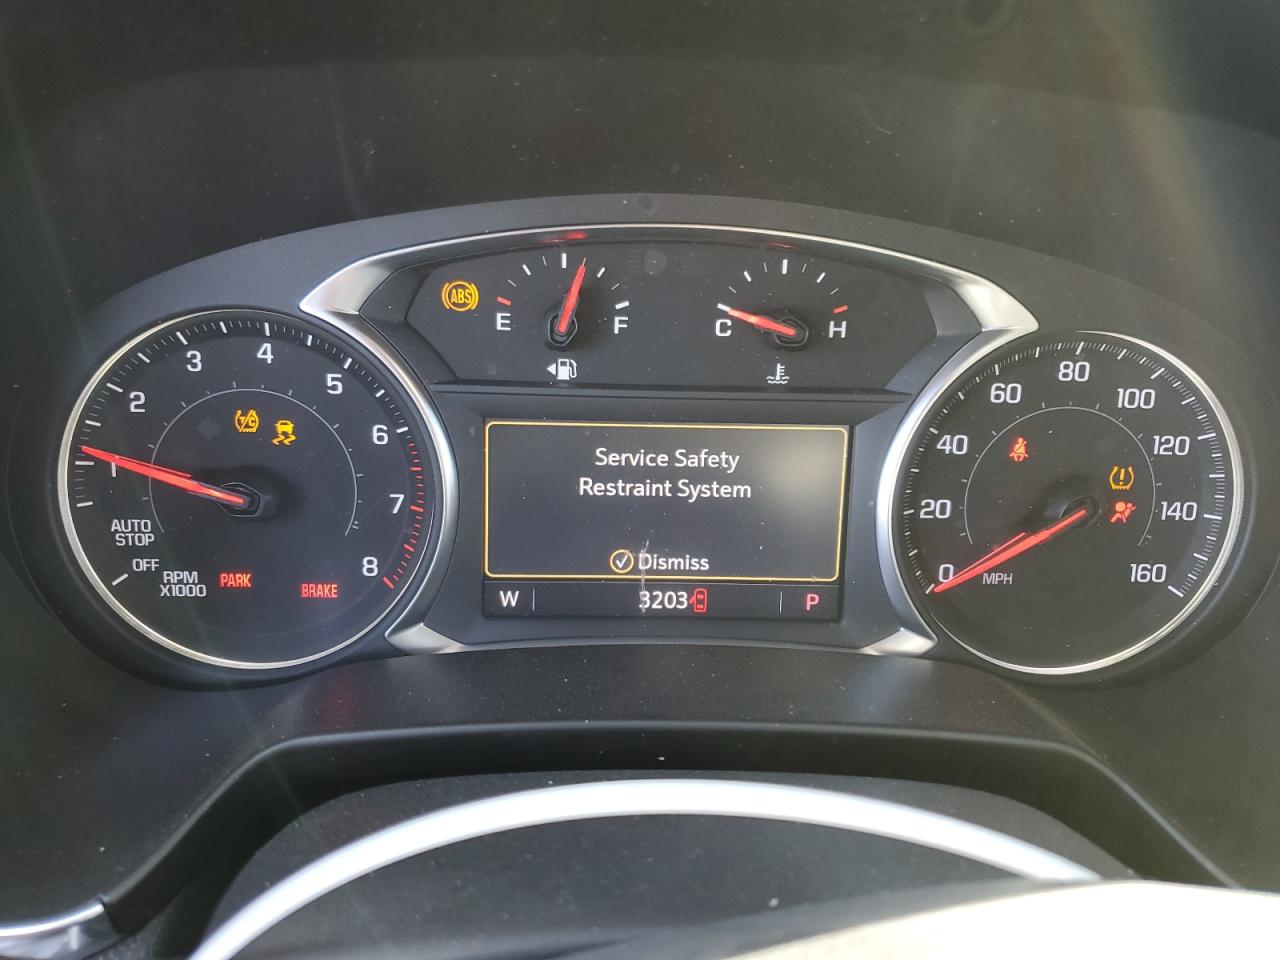 ABS
E F
C H
1 2 3 4 5 6 7 8
T/C
AUTO
STOP
OFF
RPM
X1000
PARK
BRAKE
Service Safety
Restraint System
Dismiss
W 3203 P
0 20 40 60 80 100 120 140 160
MPH